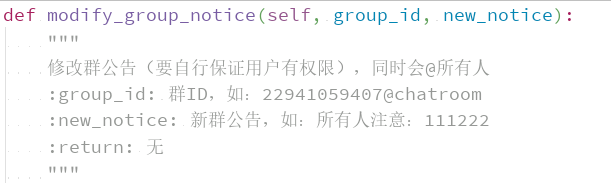 def modify_group_notice(self, group_id, new_notice):
"""
修改群公告（要自行保证用户有权限），同时会@所有人
:group_id: 群ID，如：22941059407@chatroom
:new_notice: 新群公告，如：所有人注意：111222
:return: 无
"""